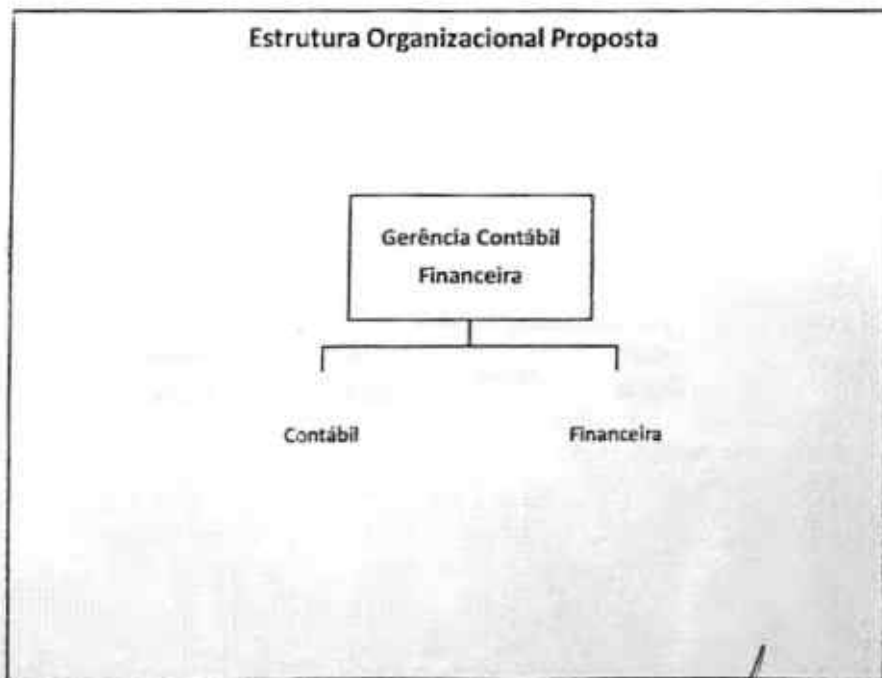 Estrutura Organizacional Proposta
Gerência Contábil
Financeira
Contábil
Financeira